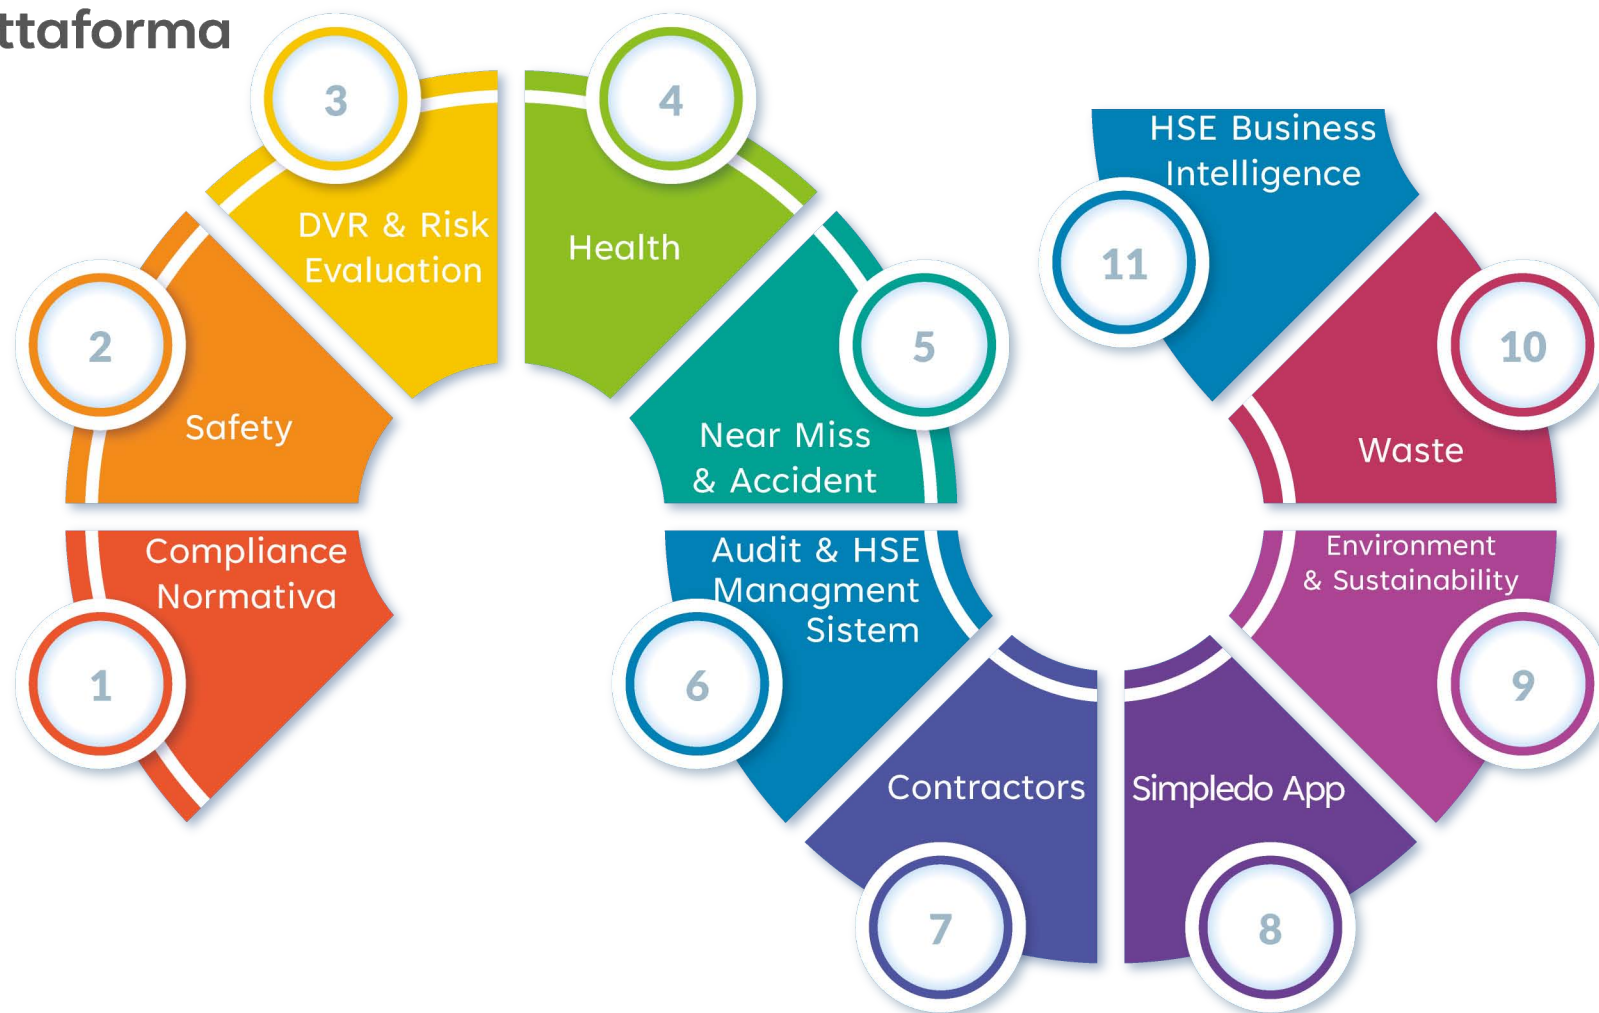 ttaforma
1
Compliance
Normativa
2
Safety
3
DVR & Risk
Evaluation
4
Health
5
Near Miss
& Accident
6
Audit & HSE
Managment
Sistem
7
Contractors
8
Simpledo App
9
Environment
& Sustainability
10
Waste
11
HSE Business
Intelligence